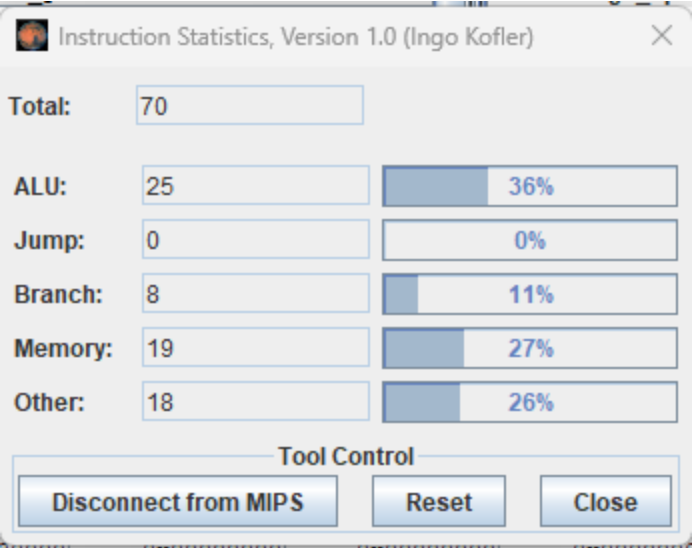 Instruction Statistics, Version 1.0 (Ingo Kofler)
Total: 70
ALU: 25 36%
Jump: 0 0%
Branch: 8 11%
Memory: 19 27%
Other: 18 26%
Tool Control
Disconnect from MIPS Reset Close